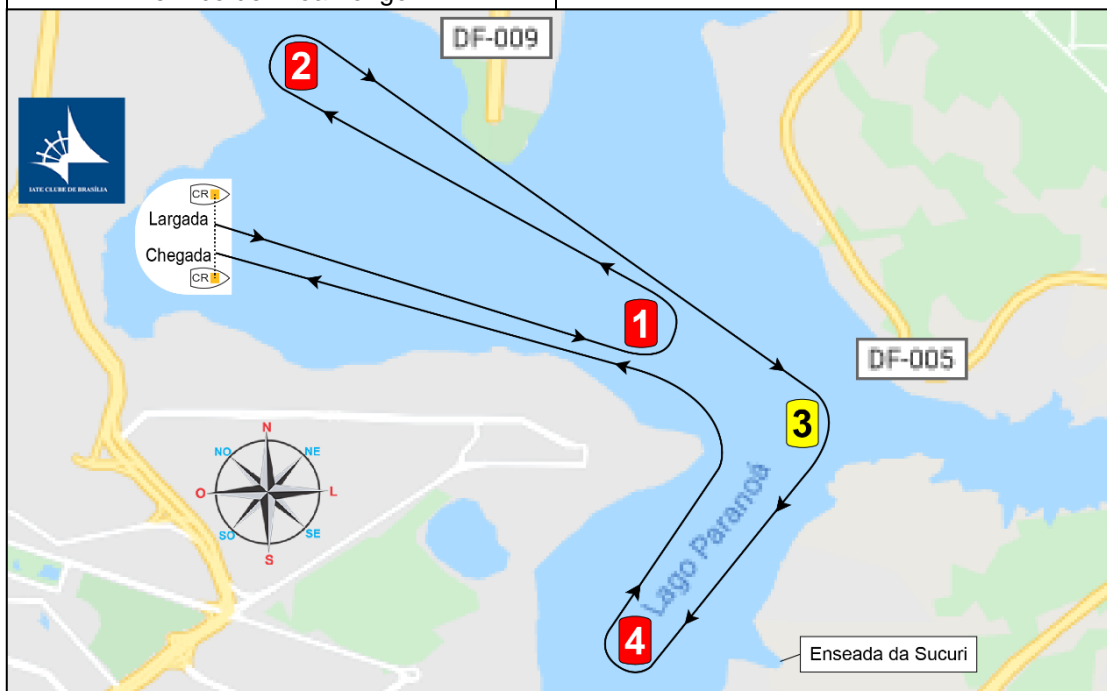 DF-009
2
IATE CLUBE DE BRASÍLIA
CR
Largada
Chegada
CR
1
DF-005
3
N
NO
NE
O
L
SO
SE
S
Lago Paranoá
4
Enseada da Sucuri